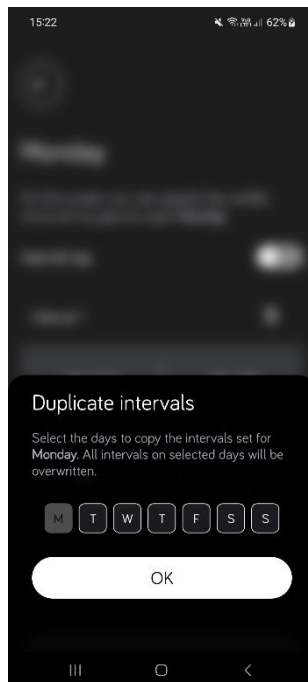 15:22
62%
Monday
Duplicate intervals
Select the days to copy the intervals set for
Monday. All intervals on selected days will be
overwritten.
M T W T F S S
OK